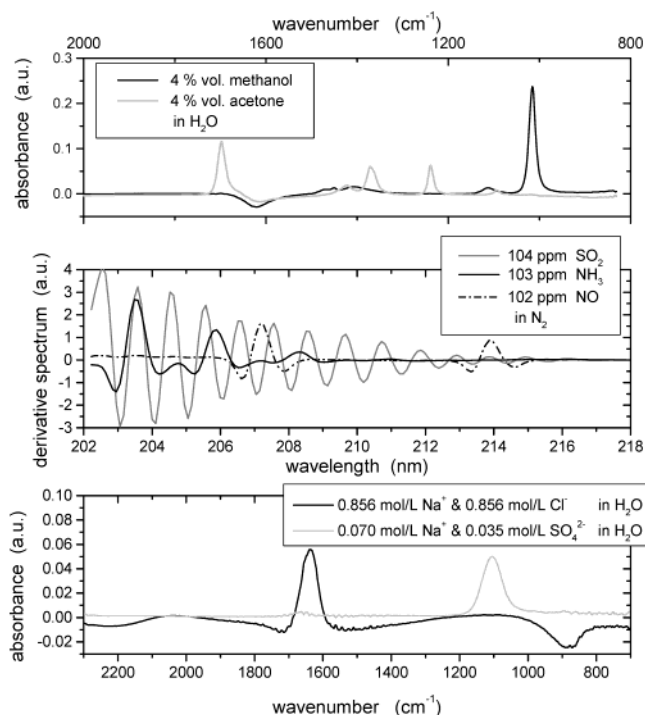 wavenumber (cm⁻¹)
2000 1600 1200 800
absorbance (a.u.)
0.3
0.2
0.1
0.0
4 % vol. methanol
4 % vol. acetone
in H₂O
derivative spectrum (a.u.)
4
3
2
1
0
-1
-2
-3
104 ppm SO₂
103 ppm NH₃
102 ppm NO
in N₂
202 204 206 208 210 212 214 216 218
wavelength (nm)
absorbance (a.u.)
0.10
0.08
0.06
0.04
0.02
0.00
-0.02
0.856 mol/L Na⁺ & 0.856 mol/L Cl⁻ in H₂O
0.070 mol/L Na⁺ & 0.035 mol/L SO₄²⁻ in H₂O
2200 2000 1800 1600 1400 1200 1000 800
wavenumber (cm⁻¹)